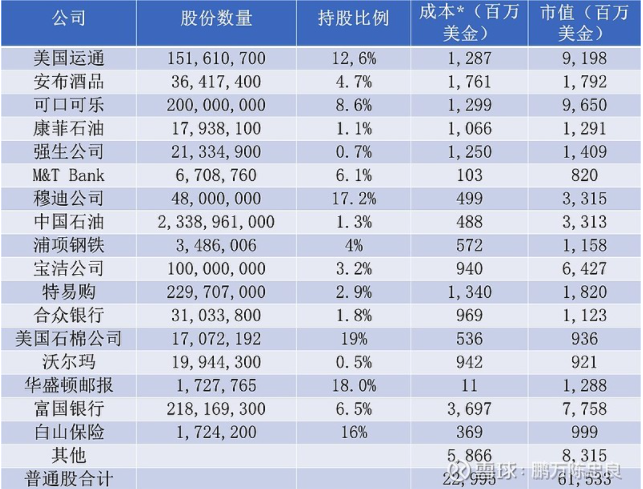 公司 股份数量 持股比例 成本*（百万美金） 市值（百万美金）
美国运通 151,610,700 12,6% 1,287 9,198
安布酒品 36,417,400 4.7% 1,761 1,792
可口可乐 200,000,000 8.6% 1,299 9,650
康菲石油 17,938,100 1.1% 1,066 1,291
强生公司 21,334,900 0.7% 1,250 1,409
M&T Bank 6,708,760 6.1% 103 820
穆迪公司 48,000,000 17.2% 499 3,315
中国石油 2,338,961,000 1.3% 488 3,313
浦项钢铁 3,486,006 4% 572 1,158
宝洁公司 100,000,000 3.2% 940 6,427
特易购 229,707,000 2.9% 1,340 1,820
合众银行 31,033,800 1.8% 969 1,123
美国石棉公司 17,072,192 19% 536 936
沃尔玛 19,944,300 0.5% 942 921
华盛顿邮报 1,727,765 18.0% 11 1,288
富国银行 218,169,300 6.5% 3,697 7,758
白山保险 1,724,200 16% 369 999
其他 5,866 8,315
普通股合计 22,995 61,533
雪球：鹏万陈忠良